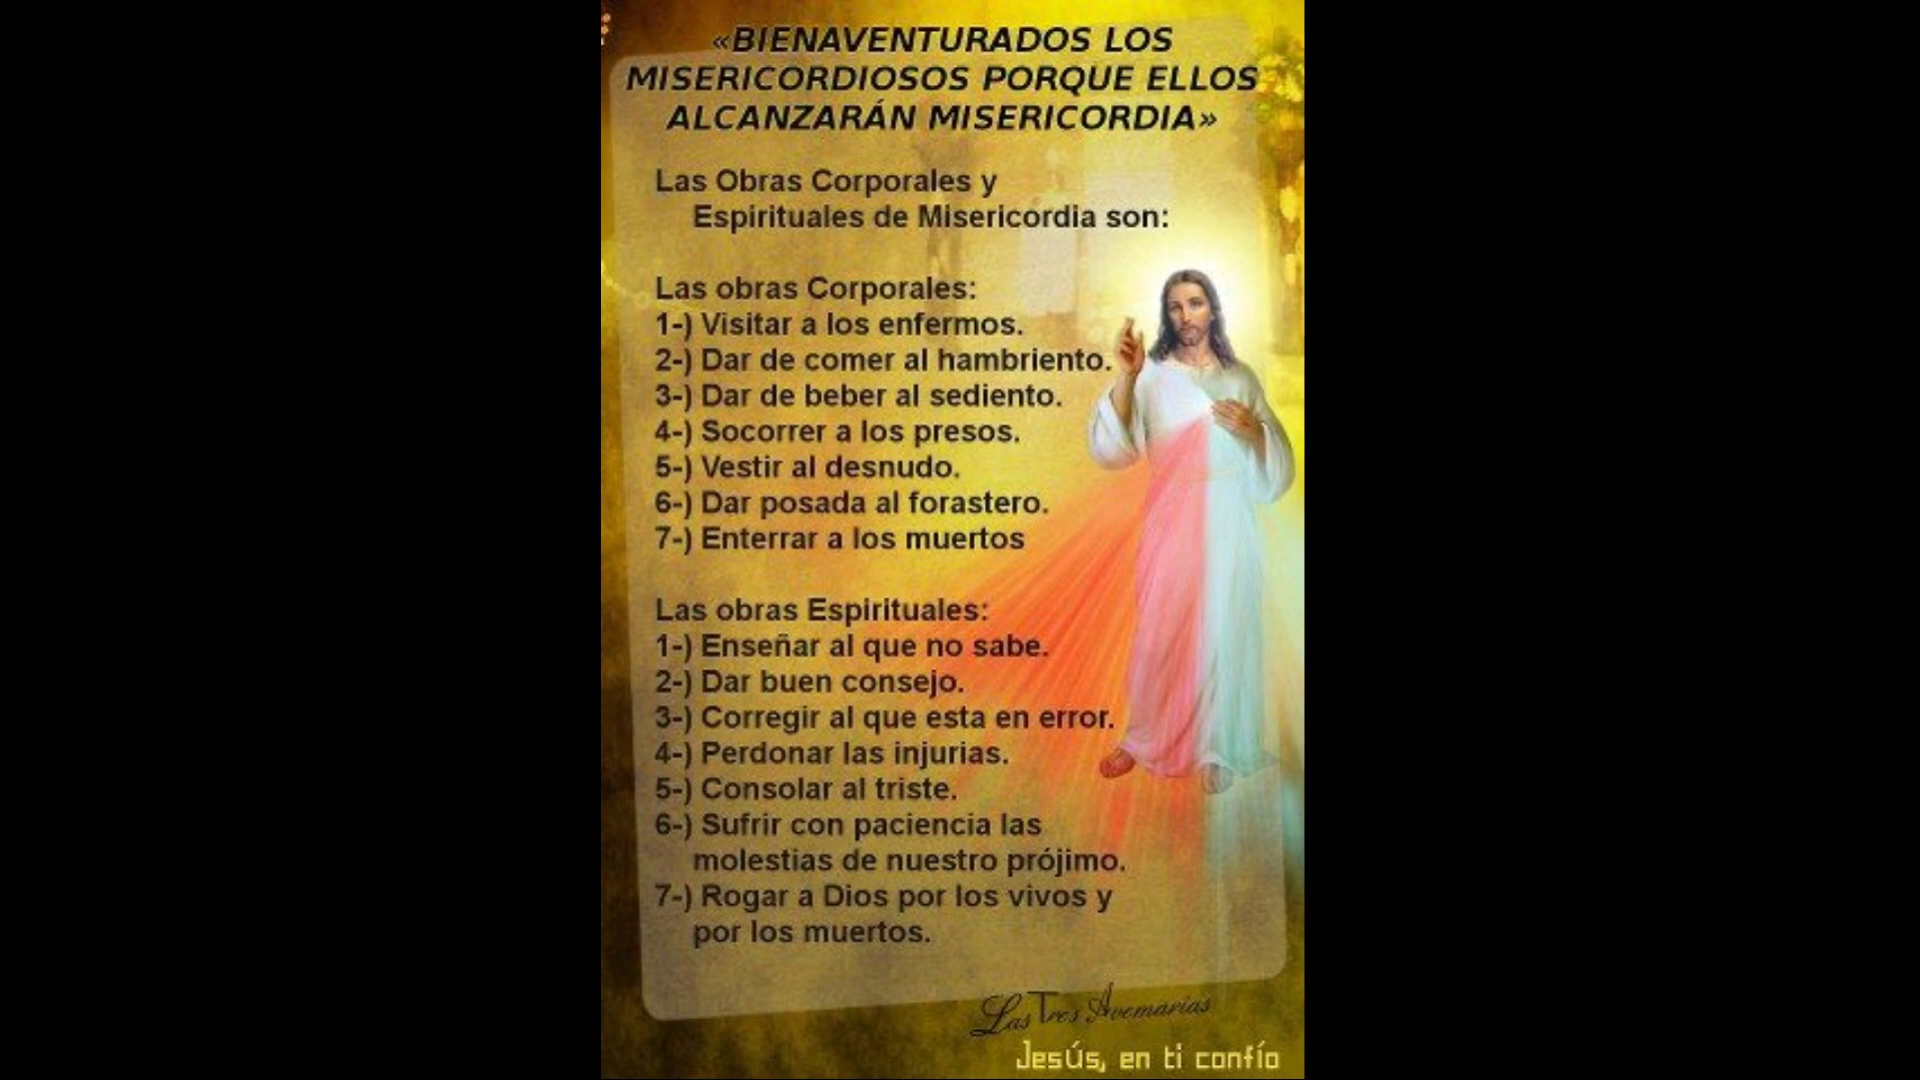 «BIENAVENTURADOS LOS
MISERICORDIOSOS PORQUE ELLOS
ALCANZARÁN MISERICORDIA»
Las Obras Corporales y
Espirituales de Misericordia son:
Las obras Corporales:
1-) Visitar a los enfermos.
2-) Dar de comer al hambriento.
3-) Dar de beber al sediento.
4-) Socorrer a los presos.
5-) Vestir al desnudo.
6-) Dar posada al forastero.
7-) Enterrar a los muertos
Las obras Espirituales:
1-) Enseñar al que no sabe.
2-) Dar buen consejo.
3-) Corregir al que esta en error.
4-) Perdonar las injurias.
5-) Consolar al triste.
6-) Sufrir con paciencia las
molestias de nuestro prójimo.
7-) Rogar a Dios por los vivos y
por los muertos.
Las Tres Avemarías
Jesús, en ti confío